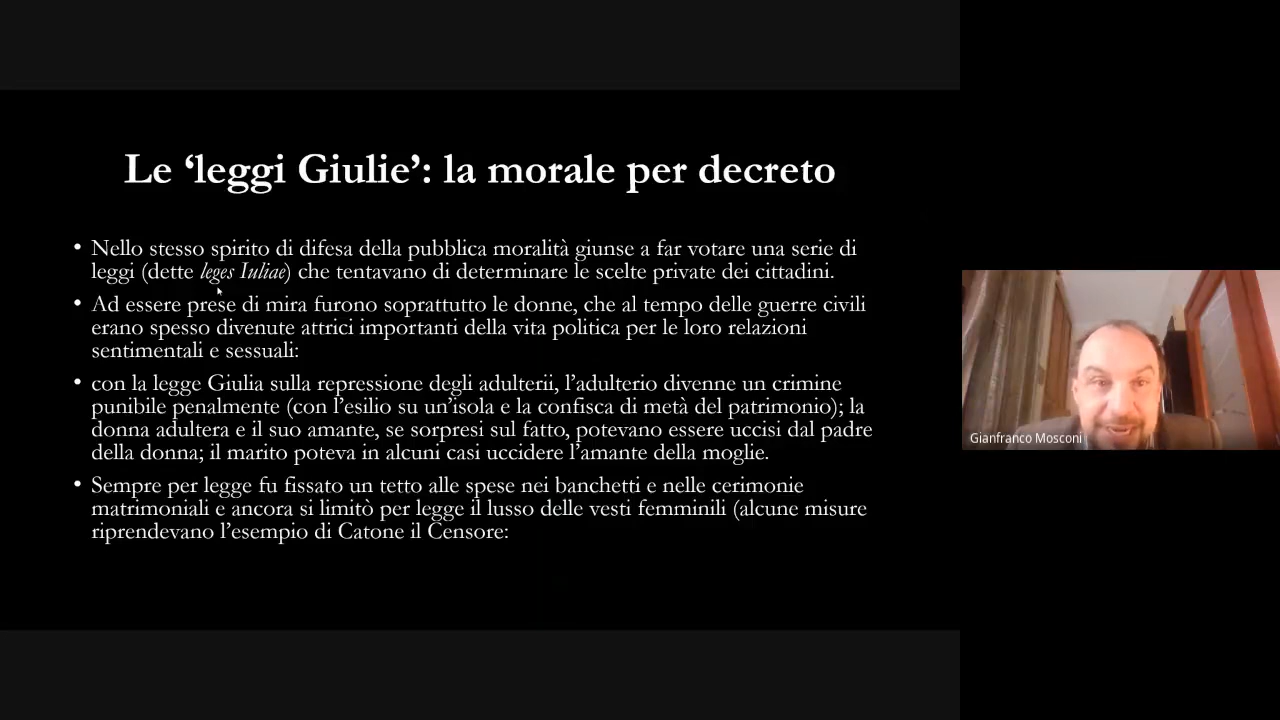 Le ‘leggi Giulie’: la morale per decreto
• Nello stesso spirito di difesa della pubblica moralità giunse a far votare una serie di
leggi (dette leges Iuliae) che tentavano di determinare le scelte private dei cittadini.
• Ad essere prese di mira furono soprattutto le donne, che al tempo delle guerre civili
erano spesso divenute attrici importanti della vita politica per le loro relazioni
sentimentali e sessuali:
• con la legge Giulia sulla repressione degli adulterii, l’adulterio divenne un crimine
punibile penalmente (con l’esilio su un’isola e la confisca di metà del patrimonio); la
donna adultera e il suo amante, se sorpresi sul fatto, potevano essere uccisi dal padre
della donna; il marito poteva in alcuni casi uccidere l’amante della moglie.
• Sempre per legge fu fissato un tetto alle spese nei banchetti e nelle cerimonie
matrimoniali e ancora si limitò per legge il lusso delle vesti femminili (alcune misure
riprendevano l’esempio di Catone il Censore:
Gianfranco Mosconi